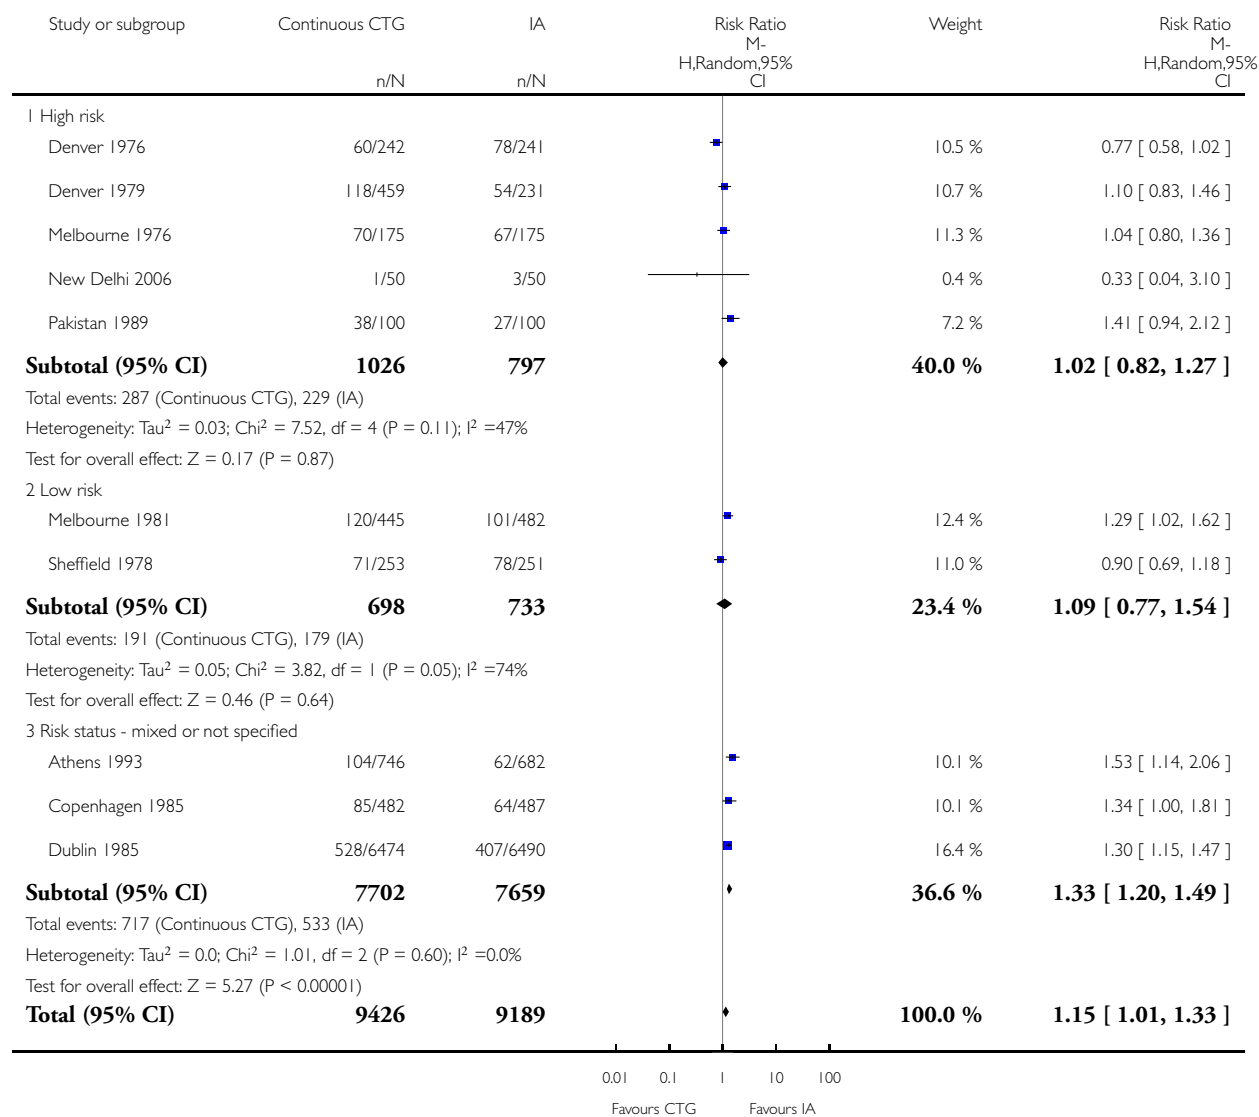 Study or subgroup Continuous CTG IA Risk Ratio Weight Risk Ratio
M- M-
H,Random,95% H,Random,95%
n/N n/N CI CI
1 High risk
Denver 1976 60/242 78/241 10.5 % 0.77 [ 0.58, 1.02 ]
Denver 1979 118/459 54/231 10.7 % 1.10 [ 0.83, 1.46 ]
Melbourne 1976 70/175 67/175 11.3 % 1.04 [ 0.80, 1.36 ]
New Delhi 2006 1/50 3/50 0.4 % 0.33 [ 0.04, 3.10 ]
Pakistan 1989 38/100 27/100 7.2 % 1.41 [ 0.94, 2.12 ]
Subtotal (95% CI) 1026 797 40.0 % 1.02 [ 0.82, 1.27 ]
Total events: 287 (Continuous CTG), 229 (IA)
Heterogeneity: Tau² = 0.03; Chi² = 7.52, df = 4 (P = 0.11); I² =47%
Test for overall effect: Z = 0.17 (P = 0.87)
2 Low risk
Melbourne 1981 120/445 101/482 12.4 % 1.29 [ 1.02, 1.62 ]
Sheffield 1978 71/253 78/251 11.0 % 0.90 [ 0.69, 1.18 ]
Subtotal (95% CI) 698 733 23.4 % 1.09 [ 0.77, 1.54 ]
Total events: 191 (Continuous CTG), 179 (IA)
Heterogeneity: Tau² = 0.05; Chi² = 3.82, df = 1 (P = 0.05); I² =74%
Test for overall effect: Z = 0.46 (P = 0.64)
3 Risk status - mixed or not specified
Athens 1993 104/746 62/682 10.1 % 1.53 [ 1.14, 2.06 ]
Copenhagen 1985 85/482 64/487 10.1 % 1.34 [ 1.00, 1.81 ]
Dublin 1985 528/6474 407/6490 16.4 % 1.30 [ 1.15, 1.47 ]
Subtotal (95% CI) 7702 7659 36.6 % 1.33 [ 1.20, 1.49 ]
Total events: 717 (Continuous CTG), 533 (IA)
Heterogeneity: Tau² = 0.0; Chi² = 1.01, df = 2 (P = 0.60); I² =0.0%
Test for overall effect: Z = 5.27 (P < 0.00001)
Total (95% CI) 9426 9189 100.0 % 1.15 [ 1.01, 1.33 ]
0.01 0.1 1 10 100
Favours CTG Favours IA